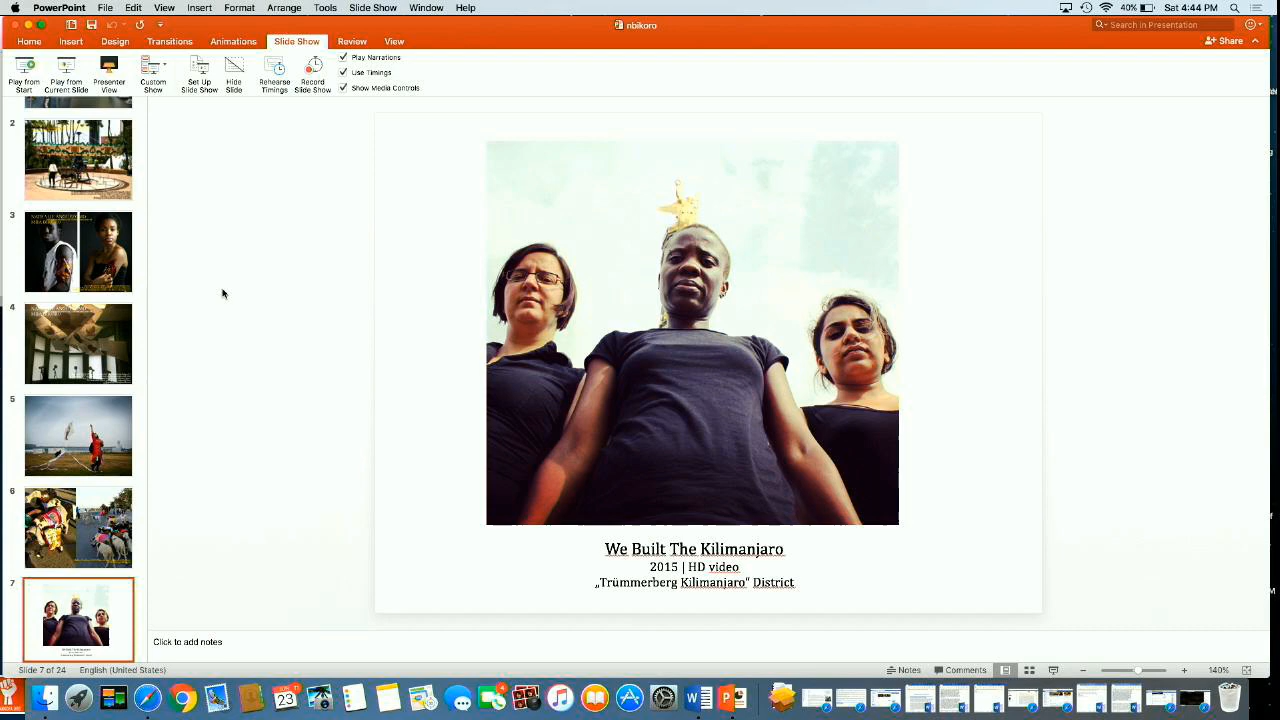 PowerPoint File Edit View Insert Format Arrange Tools Slide Show Window Help 40% Sat 4:44 PM
nbikoro Search in Presentation
Home Insert Design Transitions Animations Slide Show Review View Share
Play from Start
Play from Current Slide
Presenter View
Custom Show
Set Up Slide Show
Hide Slide
Rehearse Timings
Record Slide Show
Play Narrations
Use Timings
Show Media Controls
2
3
4
5
6
7
We Built The Kilimanjaro
2015 | HD video
„Trümmerberg Kilimanjaro“ District
Click to add notes
Slide 7 of 24 English (United States) Notes Comments 140%